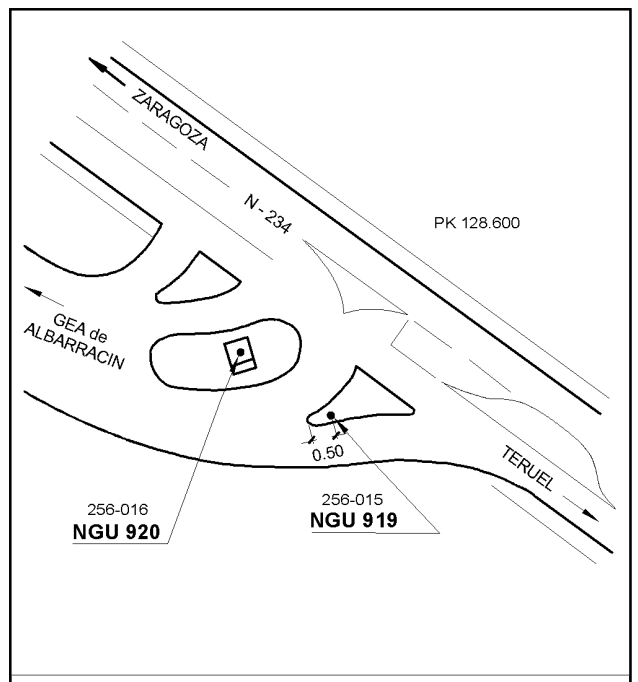 ZARAGOZA
N - 234
PK 128.600
GEA de
ALBARRACIN
0.50
TERUEL
256-016
NGU 920
256-015
NGU 919